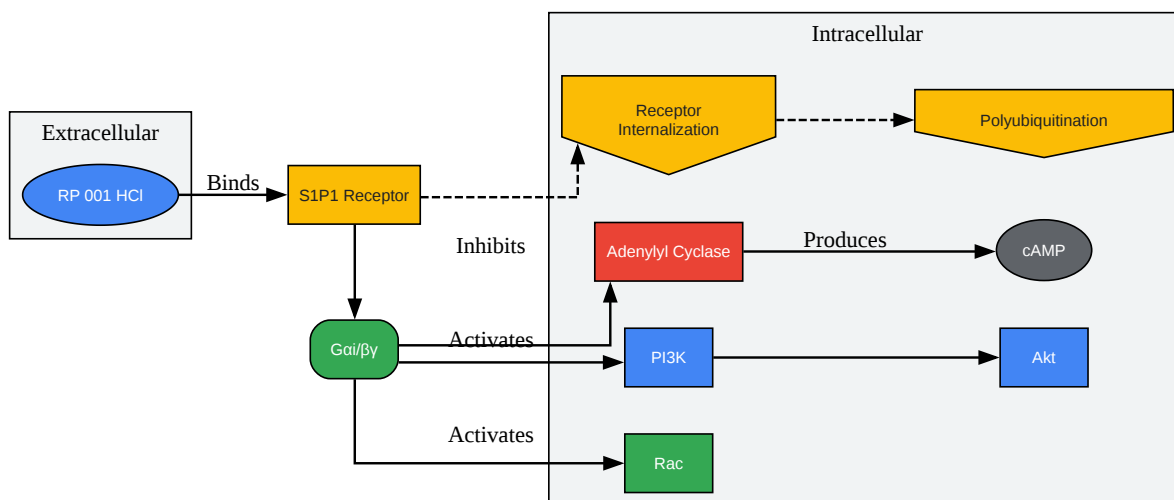 Intracellular
Extracellular
Receptor
Internalization
Polyubiquitination
RP 001 HCl
Binds
S1P1 Receptor
Inhibits
Adenylyl Cyclase
Produces
cAMP
Gαi/βγ
Activates
PI3K
Akt
Activates
Rac